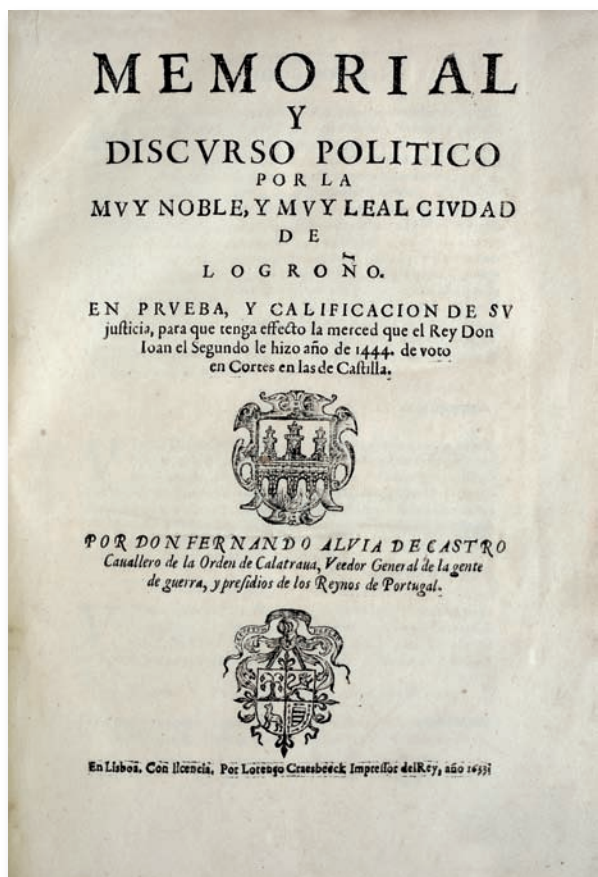 MEMORIAL
Y
DISCVRSO POLITICO
POR LA
MVY NOBLE, Y MVY LEAL CIVDAD
DE
LOGROÑO.
EN PRVEBA, Y CALIFICACION DE SV
justicia, para que tenga effecto la merced que el Rey Don
Ioan el Segundo le hizo año de 1444. de voto
en Cortes en las de Castilla.
POR DON FERNANDO ALVIA DE CASTRO
Cauallero de la Orden de Calatraua, Veedor General de la gente
de guerra, y presidios de los Reynos de Portugal.
En Lisboa. Con licencia, Por Lorenço Craesbeeck Impressor del Rey, año 1633